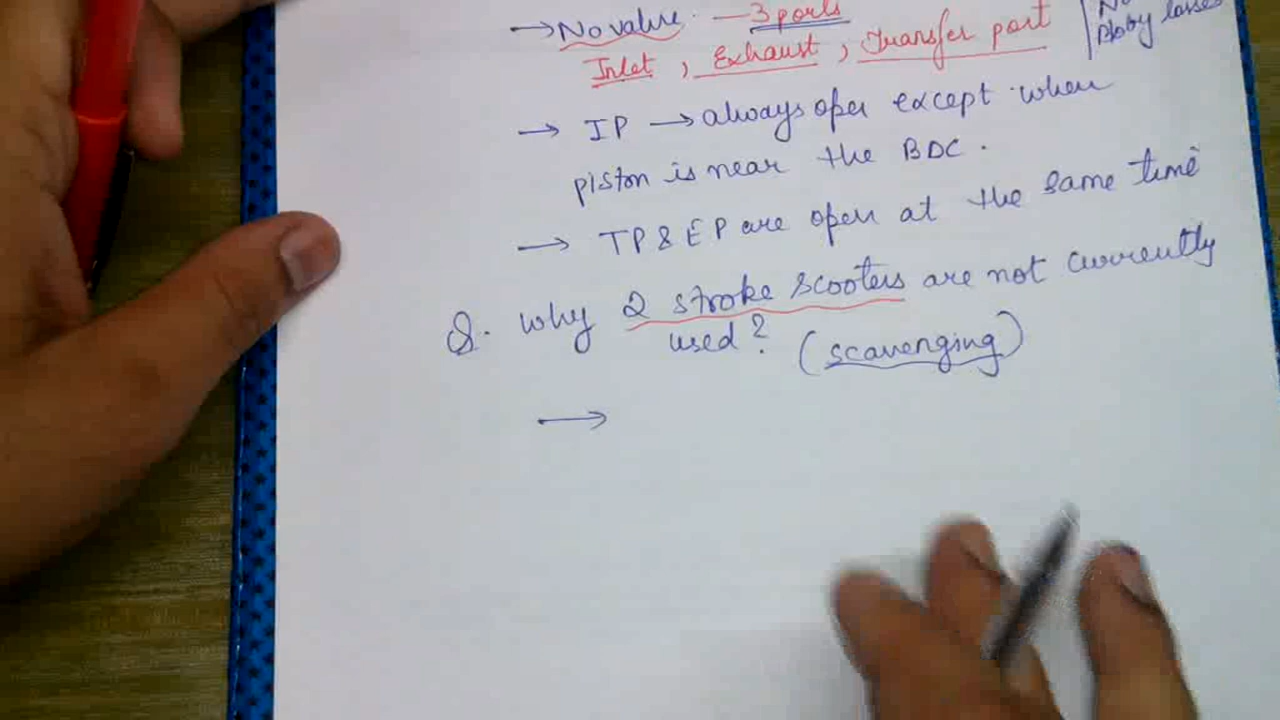 → No valve - 3 ports
Inlet, Exhaust, Transfer port
losses
→ IP → always open except when
piston is near the BDC.
→ TP & EP are open at the same time
Q. Why 2 stroke scooters are not currently
used? (scavenging)
→